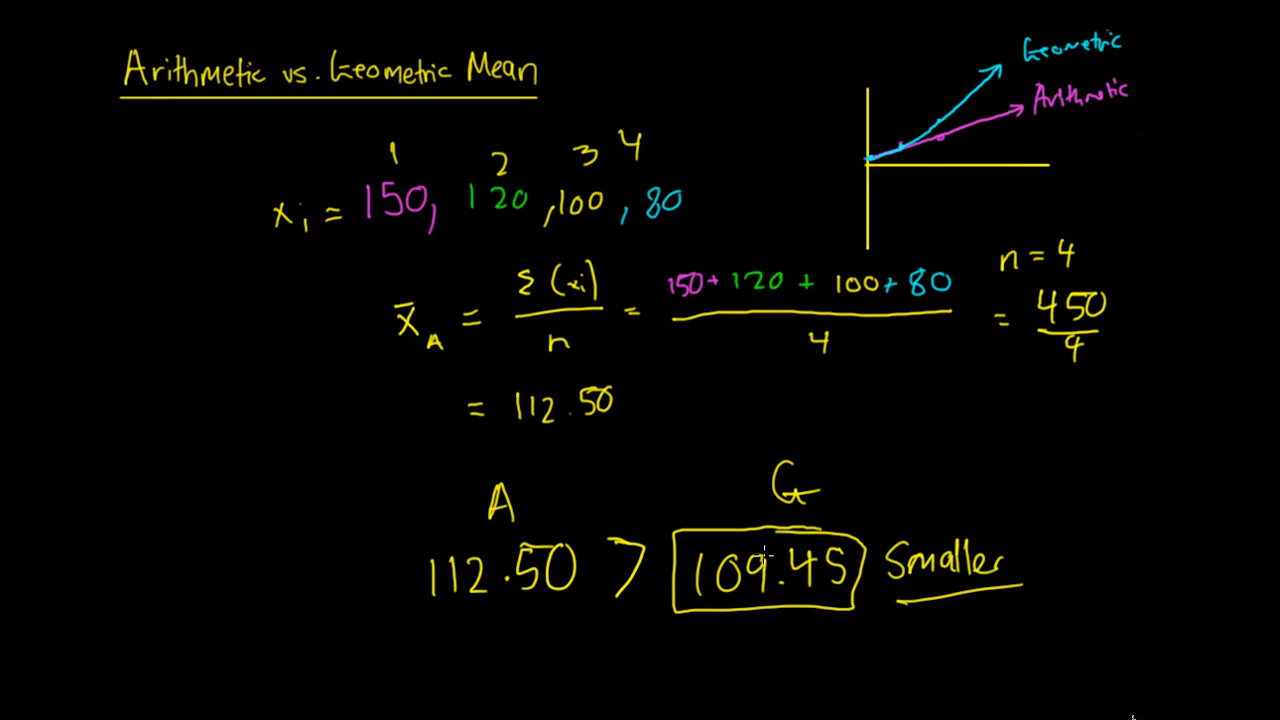 Arithmetic vs. Geometric Mean
Geometric
Arithmetic
1 2 3 4
xi = 150, 120, 100, 80
n = 4
x̄A = Σ(xi) / n = 150 + 120 + 100 + 80 / 4 = 450 / 4
= 112.50
A G
112.50 > 109.45 Smaller